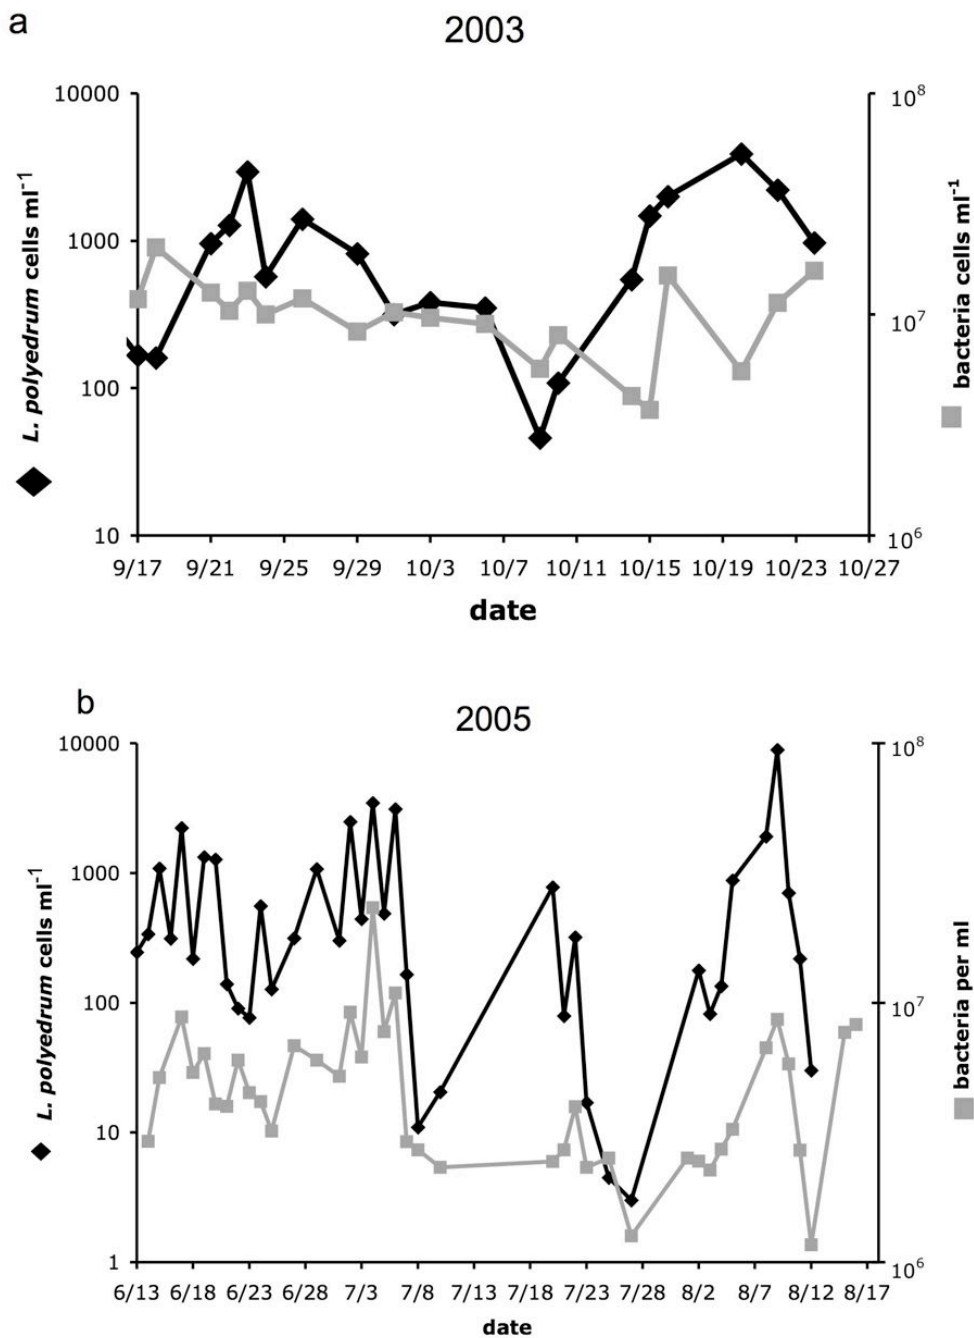 a
2003
10000
1000
100
10
L. polyedrum cells ml-1
10^8
10^7
10^6
bacteria cells ml-1
9/17 9/21 9/25 9/29 10/3 10/7 10/11 10/15 10/19 10/23 10/27
date
b
2005
10000
1000
100
10
1
L. polyedrum cells ml-1
10^8
10^7
10^6
bacteria per ml
6/13 6/18 6/23 6/28 7/3 7/8 7/13 7/18 7/23 7/28 8/2 8/7 8/12 8/17
date